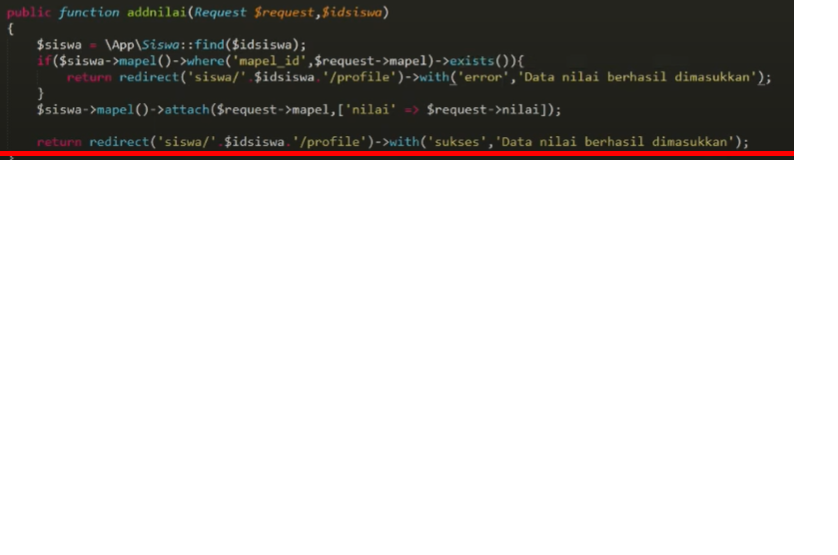 public function addnilai(Request $request,$idsiswa)
{
$siswa = \App\Siswa::find($idsiswa);
if($siswa->mapel()->where('mapel_id',$request->mapel)->exists()){
return redirect('siswa/'.$idsiswa.'/profile')->with('error','Data nilai berhasil dimasukkan');
}
$siswa->mapel()->attach($request->mapel,['nilai' => $request->nilai]);
return redirect('siswa/'.$idsiswa.'/profile')->with('sukses','Data nilai berhasil dimasukkan');